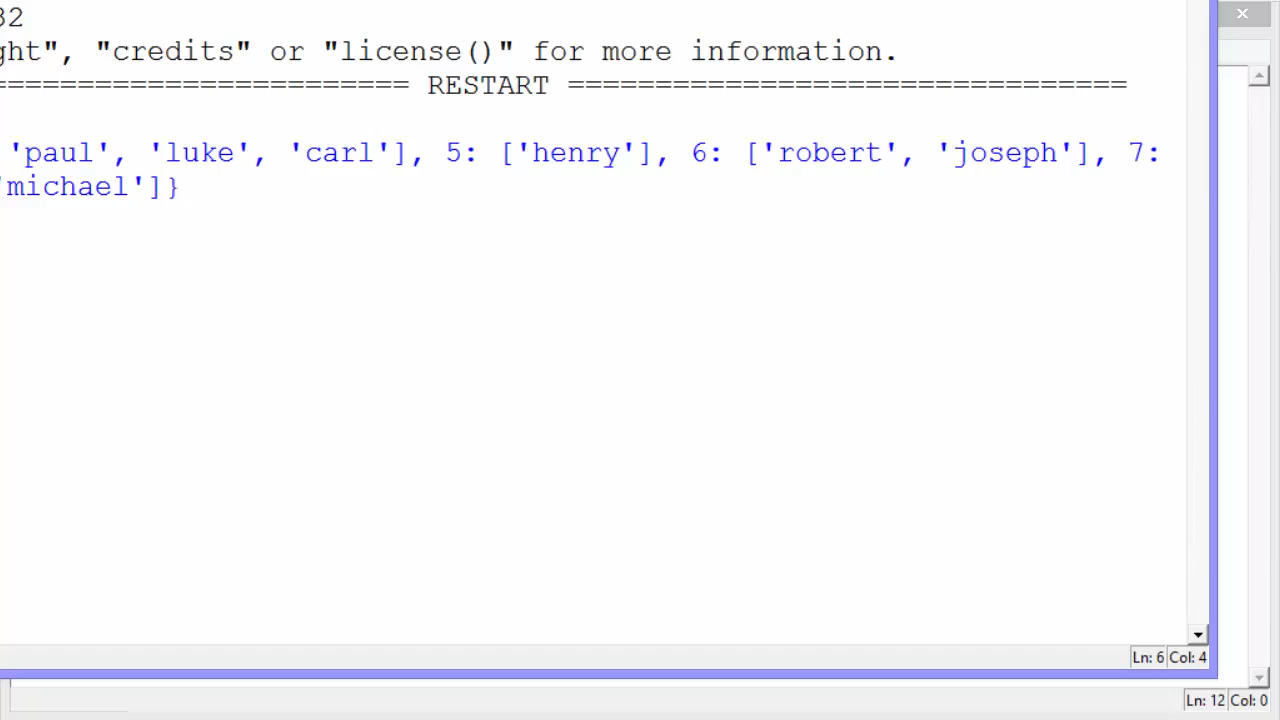 32
ght", "credits" or "license()" for more information.
======================== RESTART ================================
'paul', 'luke', 'carl'], 5: ['henry'], 6: ['robert', 'joseph'], 7:
'michael']}
Ln: 6 Col: 4
Ln: 12 Col: 0